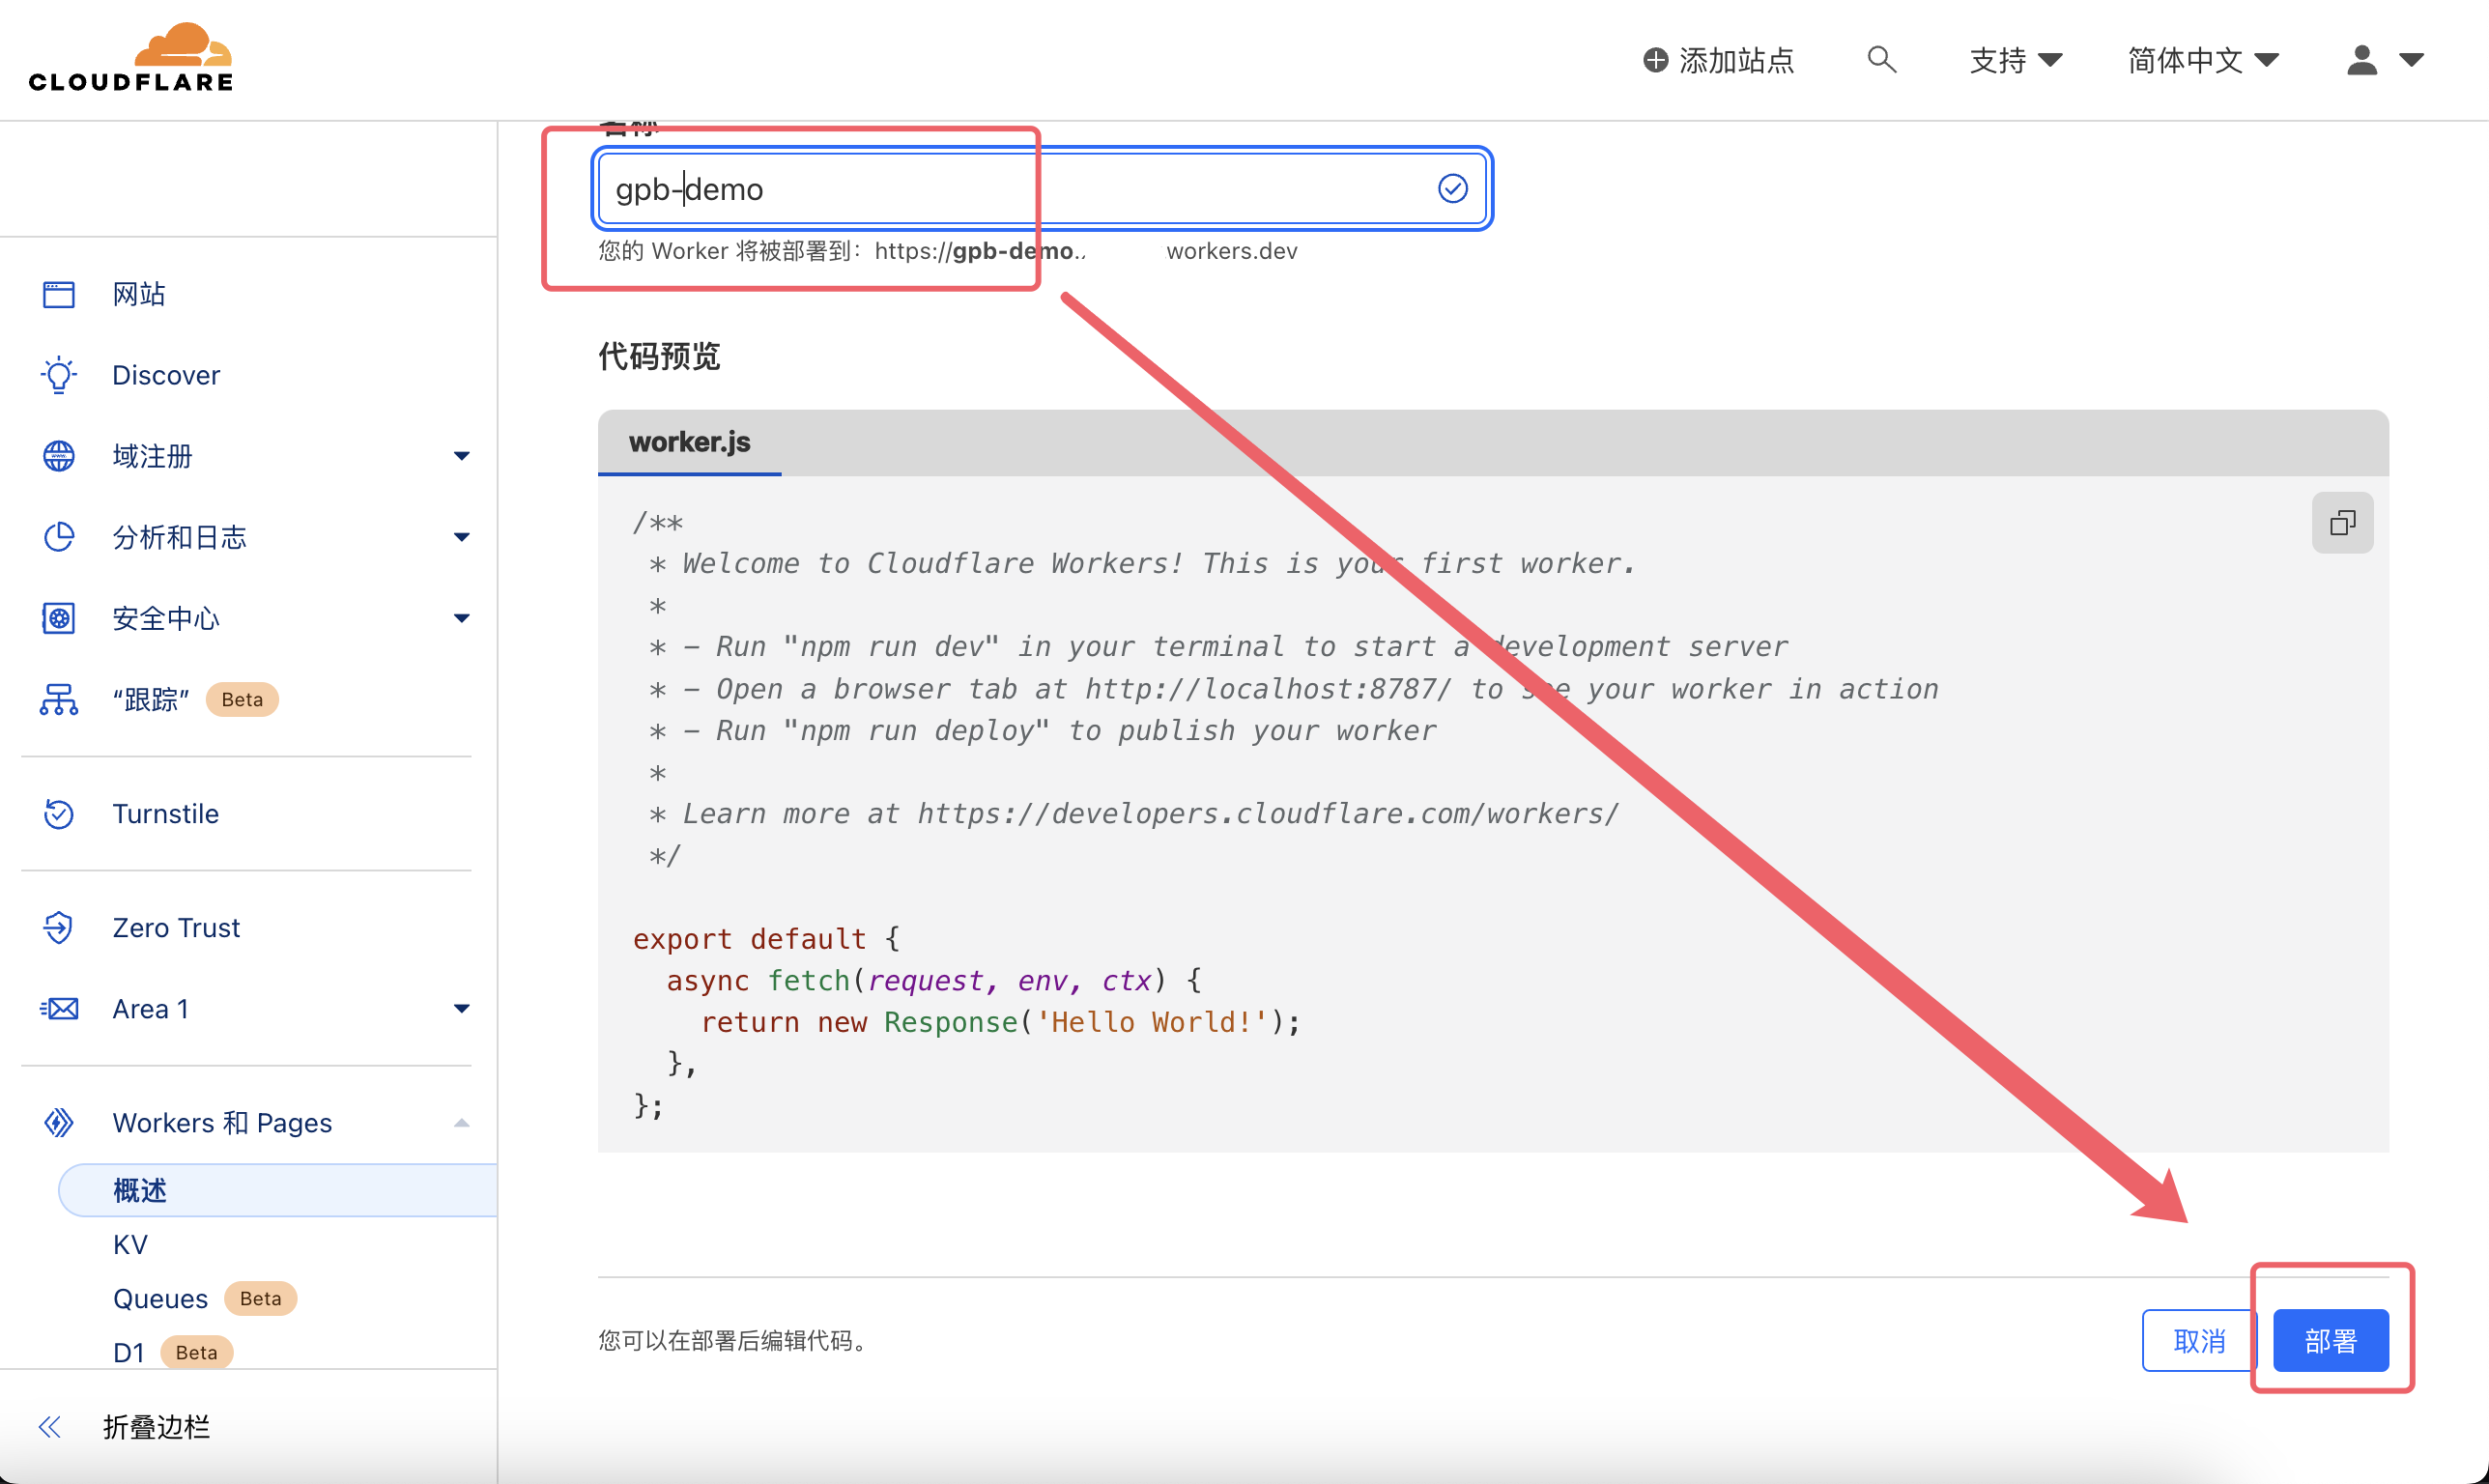 CLOUDFLARE
添加站点
支持
简体中文
网站
Discover
域注册
分析和日志
安全中心
“跟踪” Beta
Turnstile
Zero Trust
Area 1
Workers 和 Pages
概述
KV
Queues Beta
D1 Beta
折叠边栏
名称
gpb-demo
您的 Worker 将被部署到：https://gpb-demo.. workers.dev
代码预览
worker.js
/**
 * Welcome to Cloudflare Workers! This is your first worker.
 *
 * - Run "npm run dev" in your terminal to start a development server
 * - Open a browser tab at http://localhost:8787/ to see your worker in action
 * - Run "npm run deploy" to publish your worker
 *
 * Learn more at https://developers.cloudflare.com/workers/
 */
export default {
  async fetch(request, env, ctx) {
    return new Response('Hello World!');
  },
};
您可以在部署后编辑代码。
取消
部署